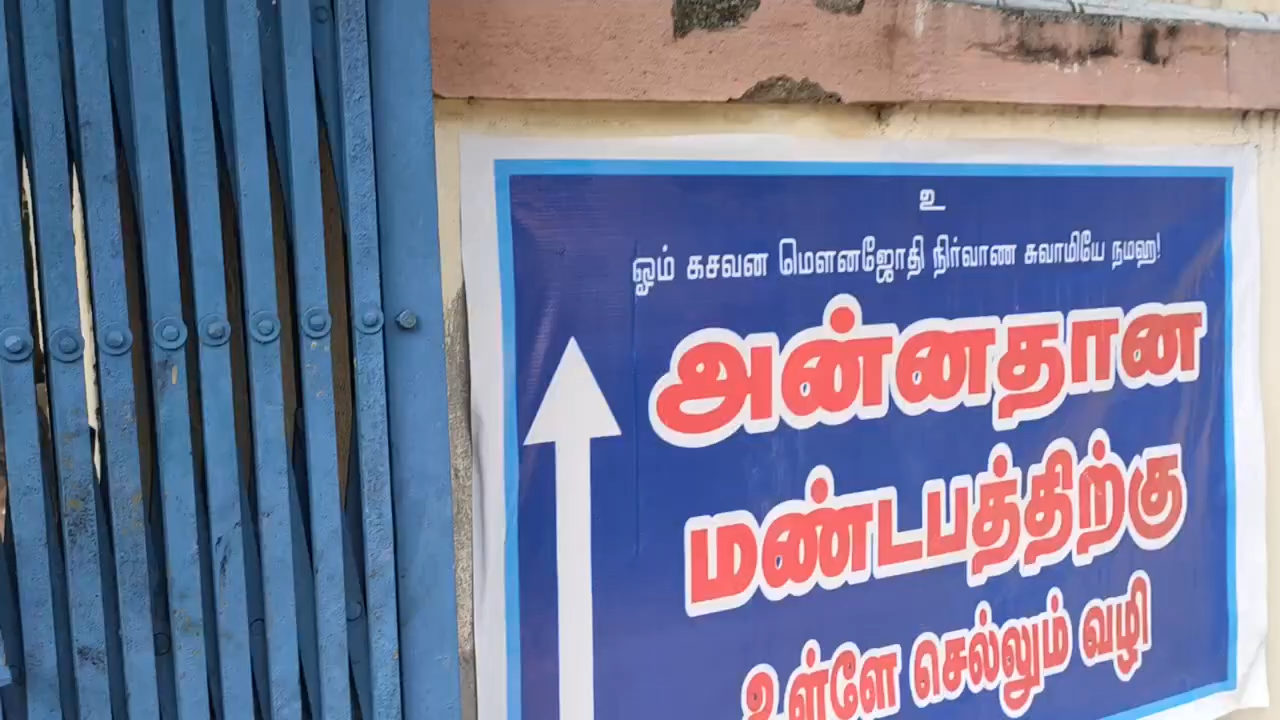 உ
ஓம் கசவன மௌனஜோதி நிர்வாண சுவாமியே நமஹ!
அன்னதான
மண்டபத்திற்கு
உள்ளே செல்லும் வழி